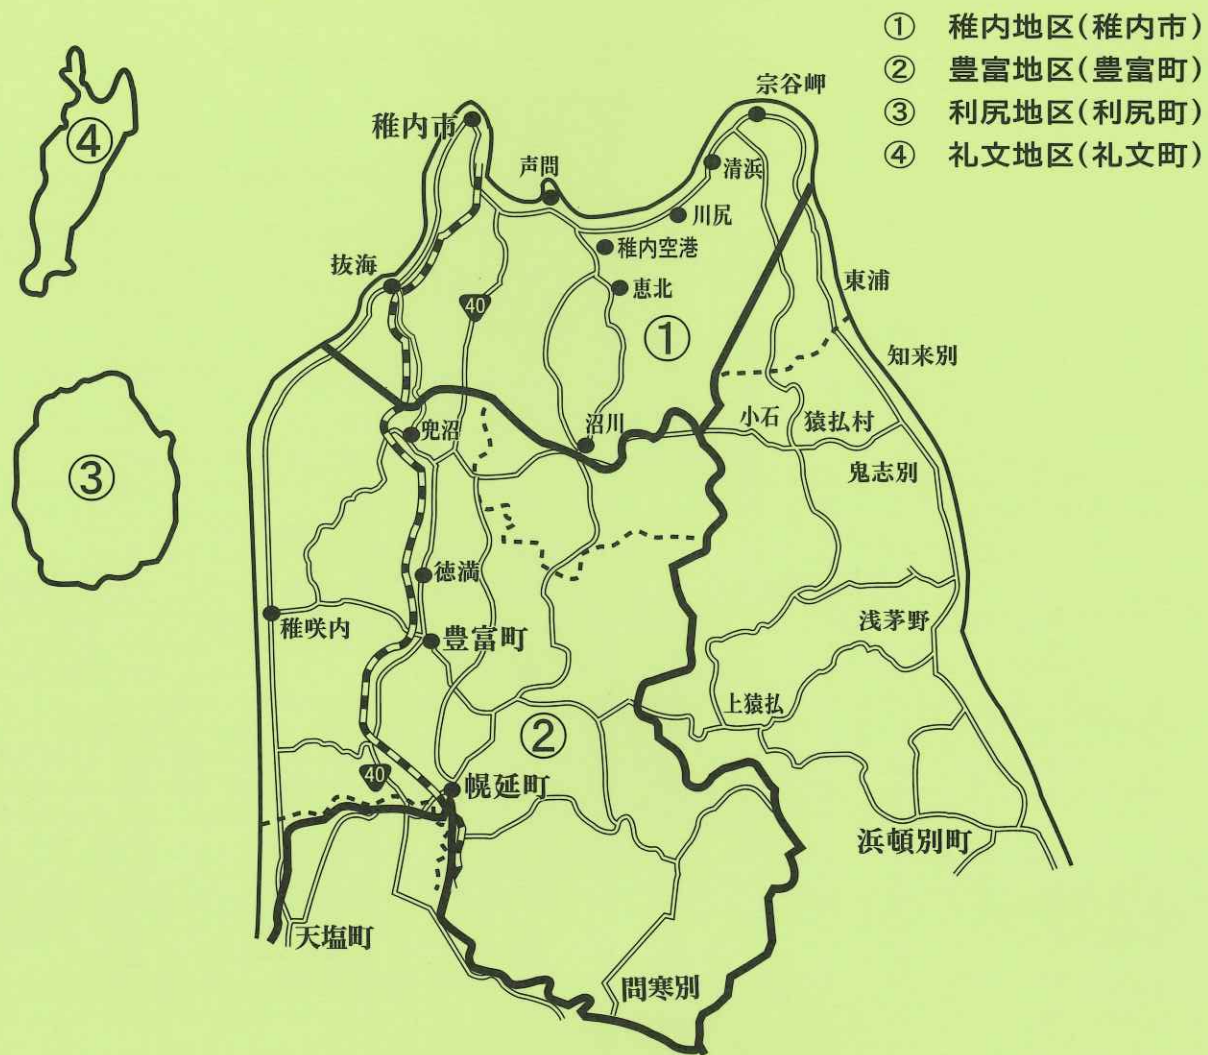 ① 稚内地区(稚内市)
② 豊富地区(豊富町)
③ 利尻地区(利尻町)
④ 礼文地区(礼文町)
宗谷岬
稚内市
④
声問
清浜
川尻
稚内空港
抜海
東浦
恵北
40
①
知来別
小石
猿払村
兜沼
沼川
鬼志別
③
徳満
浅茅野
稚咲内
豊富町
上猿払
②
40
幌延町
浜頓別町
天塩町
問寒別